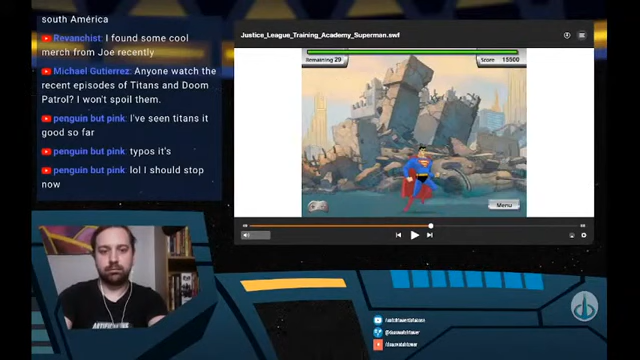 south América
Revanchist: I found some cool
merch from Joe recently
Michael Gutierrez: Anyone watch the
recent episodes of Titans and Doom
Patrol? I won't spoil them.
penguin but pink: I've seen titans it
good so far
penguin but pink: typos it's
penguin but pink: lol I should stop
now
Justice_League_Training_Academy_Superman.swf
Remaining 29
Score 15500
Menu